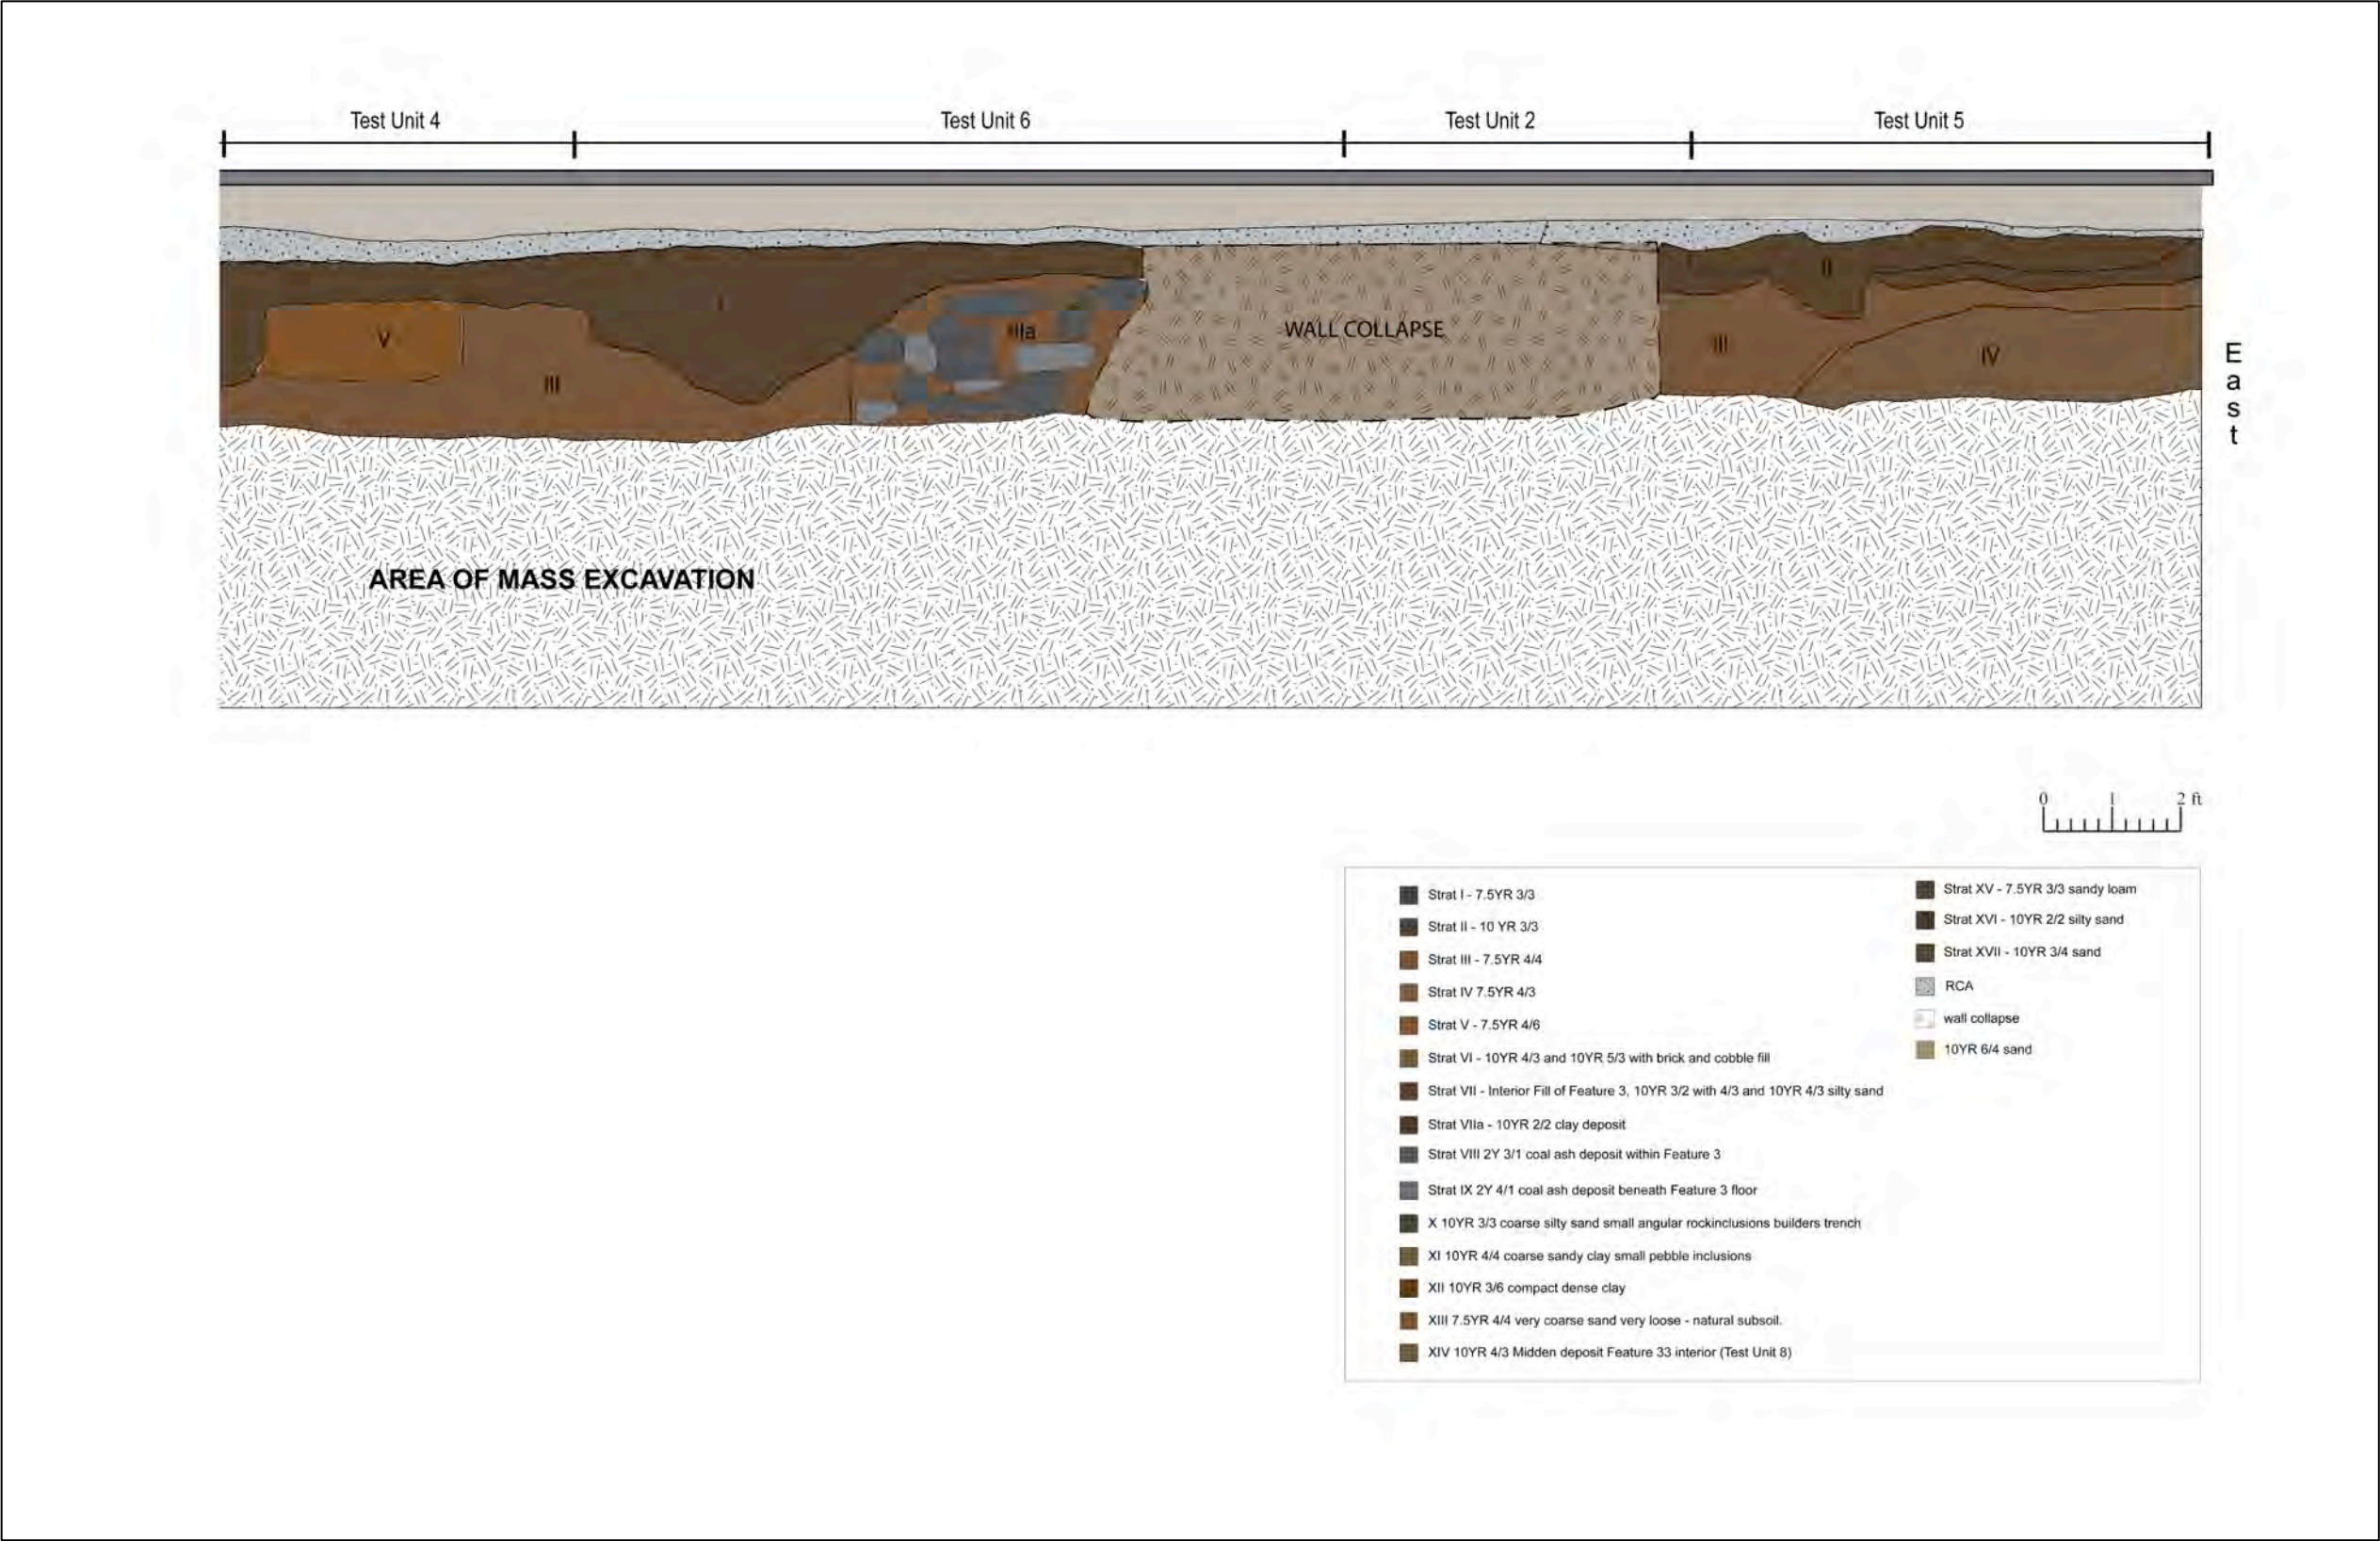 Test Unit 4 Test Unit 6 Test Unit 2 Test Unit 5
I
II
V
IIIa
WALL COLLAPSE
III
III
IV
East
AREA OF MASS EXCAVATION
0 1 2 ft
Strat I - 7.5YR 3/3
Strat II - 10 YR 3/3
Strat III - 7.5YR 4/4
Strat IV 7.5YR 4/3
Strat V - 7.5YR 4/6
Strat VI - 10YR 4/3 and 10YR 5/3 with brick and cobble fill
Strat VII - Interior Fill of Feature 3, 10YR 3/2 with 4/3 and 10YR 4/3 silty sand
Strat VIIa - 10YR 2/2 clay deposit
Strat VIII 2Y 3/1 coal ash deposit within Feature 3
Strat IX 2Y 4/1 coal ash deposit beneath Feature 3 floor
X 10YR 3/3 coarse silty sand small angular rockinclusions builders trench
XI 10YR 4/4 coarse sandy clay small pebble inclusions
XII 10YR 3/6 compact dense clay
XIII 7.5YR 4/4 very coarse sand very loose - natural subsoil.
XIV 10YR 4/3 Midden deposit Feature 33 interior (Test Unit 8)
Strat XV - 7.5YR 3/3 sandy loam
Strat XVI - 10YR 2/2 silty sand
Strat XVII - 10YR 3/4 sand
RCA
wall collapse
10YR 6/4 sand